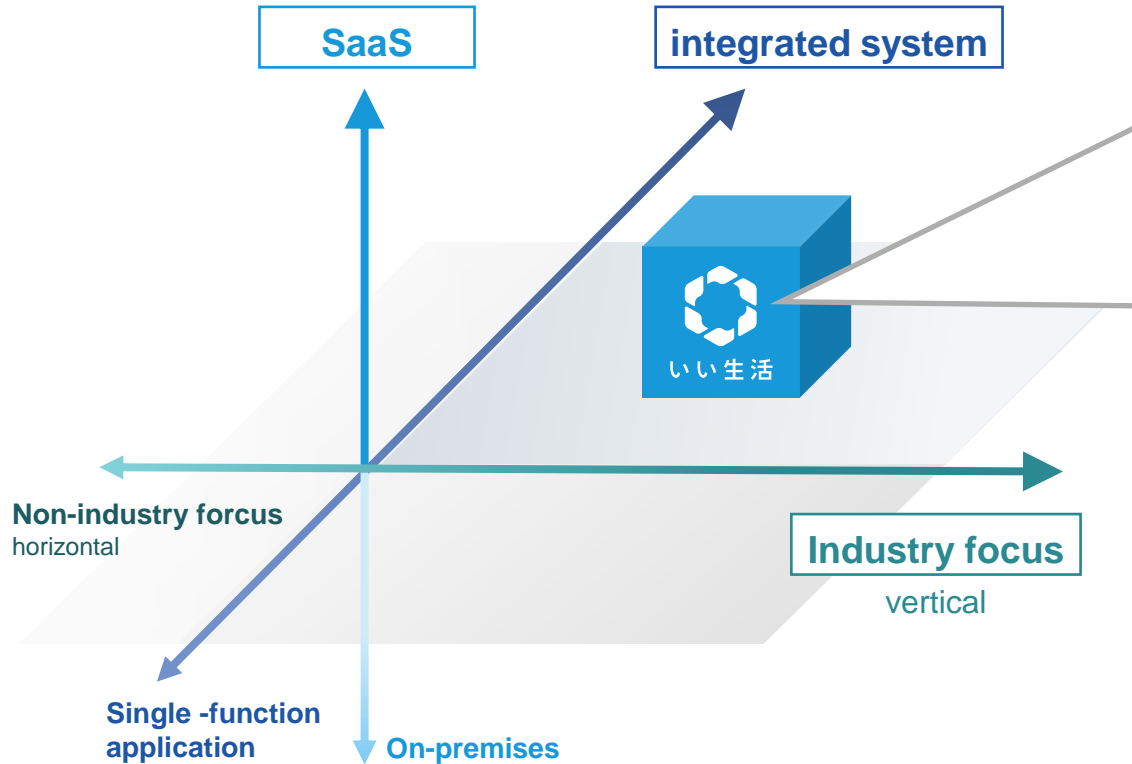 SaaS
integrated system
いい生活
Non-industry forcus
horizontal
Industry focus
vertical
Single -function
application
On-premises